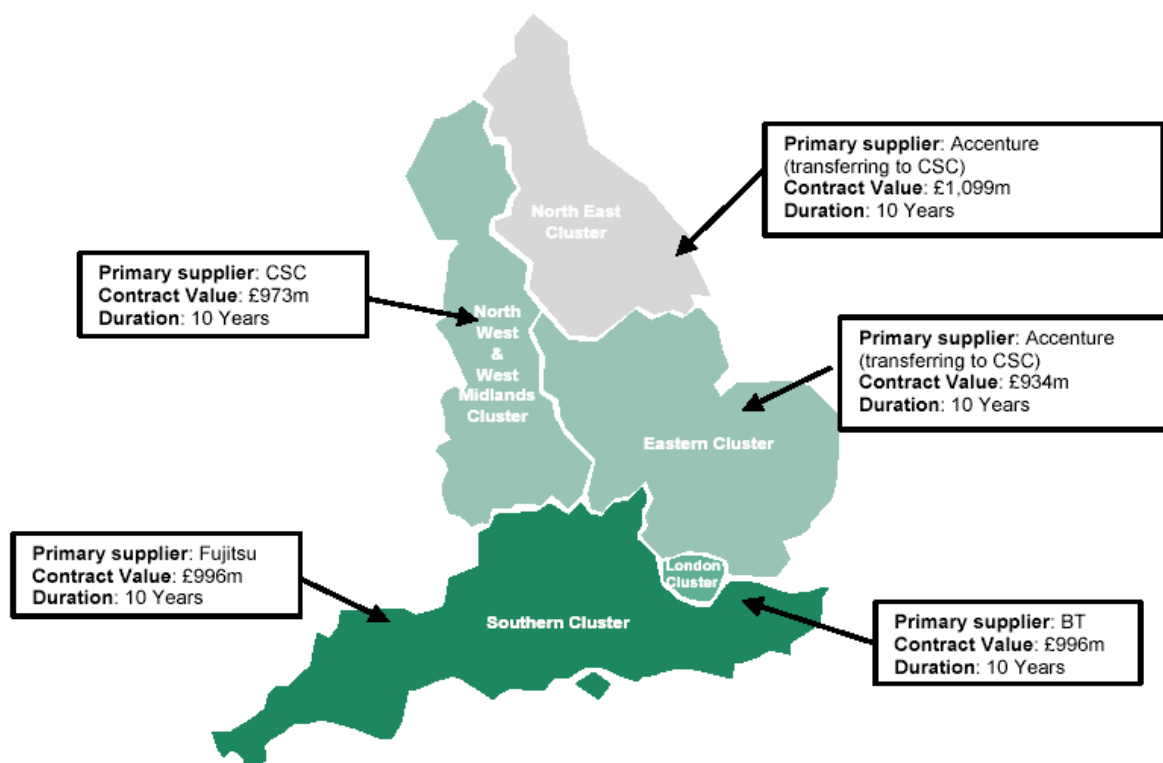 Primary supplier: Accenture
(transferring to CSC)
Contract Value: £1,099m
Duration: 10 Years
North East
Cluster
Primary supplier: CSC
Contract Value: £973m
Duration: 10 Years
North
West
&
West
Midlands
Cluster
Primary supplier: Accenture
(transferring to CSC)
Contract Value: £934m
Duration: 10 Years
Eastern Cluster
Primary supplier: Fujitsu
Contract Value: £996m
Duration: 10 Years
London
Cluster
Southern Cluster
Primary supplier: BT
Contract Value: £996m
Duration: 10 Years